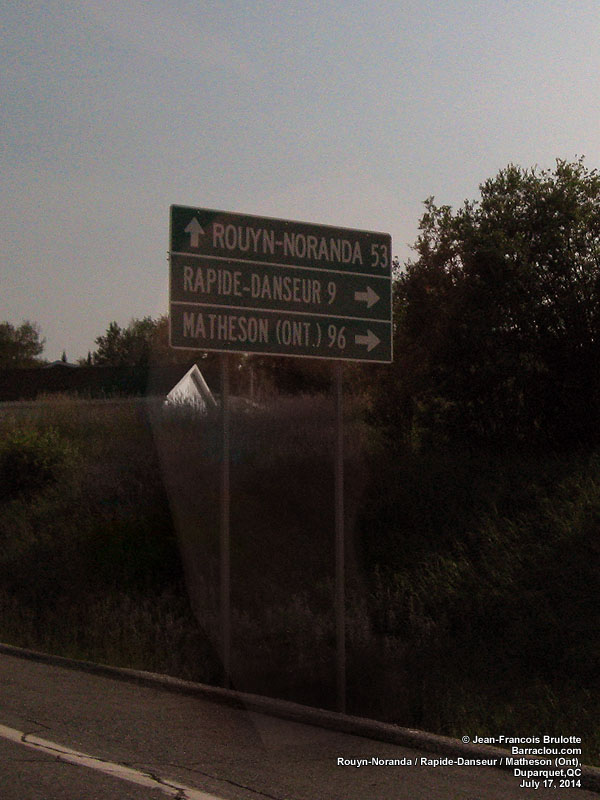 ROUYN-NORANDA 53
RAPIDE-DANSEUR 9
MATHESON (ONT.) 96
© Jean-Francois Brulotte
Barraclou.com
Rouyn-Noranda / Rapide-Danseur / Matheson (Ont),
Duparquet,QC
July 17, 2014